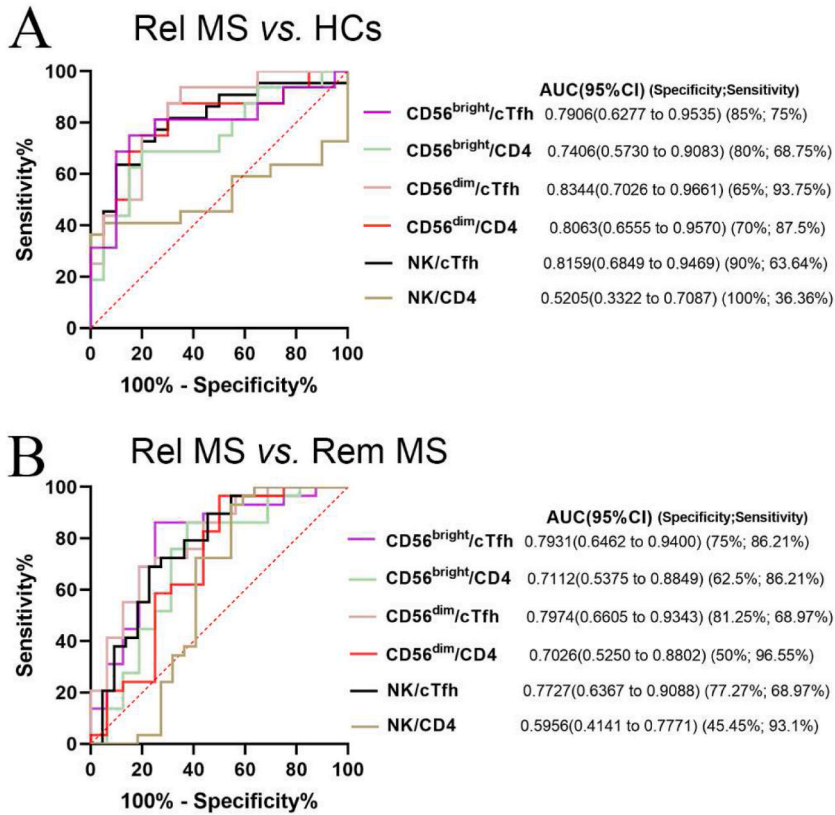 A
Rel MS vs. HCs
100
80
60
40
20
0
Sensitivity%
0 20 40 60 80 100
100% - Specificity%
AUC(95%CI) (Specificity;Sensitivity)
CD56bright/cTfh 0.7906(0.6277 to 0.9535) (85%; 75%)
CD56bright/CD4 0.7406(0.5730 to 0.9083) (80%; 68.75%)
CD56dim/cTfh 0.8344(0.7026 to 0.9661) (65%; 93.75%)
CD56dim/CD4 0.8063(0.6555 to 0.9570) (70%; 87.5%)
NK/cTfh 0.8159(0.6849 to 0.9469) (90%; 63.64%)
NK/CD4 0.5205(0.3322 to 0.7087) (100%; 36.36%)
B
Rel MS vs. Rem MS
100
80
60
40
20
0
Sensitivity%
0 20 40 60 80 100
100% - Specificity%
AUC(95%CI) (Specificity;Sensitivity)
CD56bright/cTfh 0.7931(0.6462 to 0.9400) (75%; 86.21%)
CD56bright/CD4 0.7112(0.5375 to 0.8849) (62.5%; 86.21%)
CD56dim/cTfh 0.7974(0.6605 to 0.9343) (81.25%; 68.97%)
CD56dim/CD4 0.7026(0.5250 to 0.8802) (50%; 96.55%)
NK/cTfh 0.7727(0.6367 to 0.9088) (77.27%; 68.97%)
NK/CD4 0.5956(0.4141 to 0.7771) (45.45%; 93.1%)